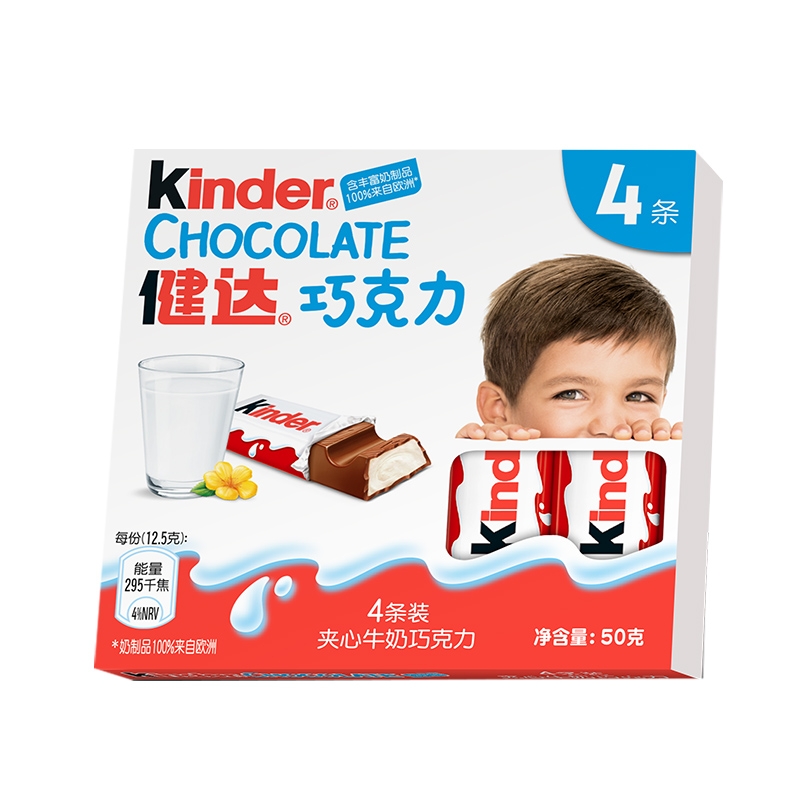 Kinder®
含丰富奶制品
100%来自欧洲*
CHOCOLATE
健达® 巧克力
4条
Kinder®
Kind
Kind
每份(12.5克):
能量
295千焦
4%NRV
*奶制品100%来自欧洲
4条装
夹心牛奶巧克力
净含量: 50克